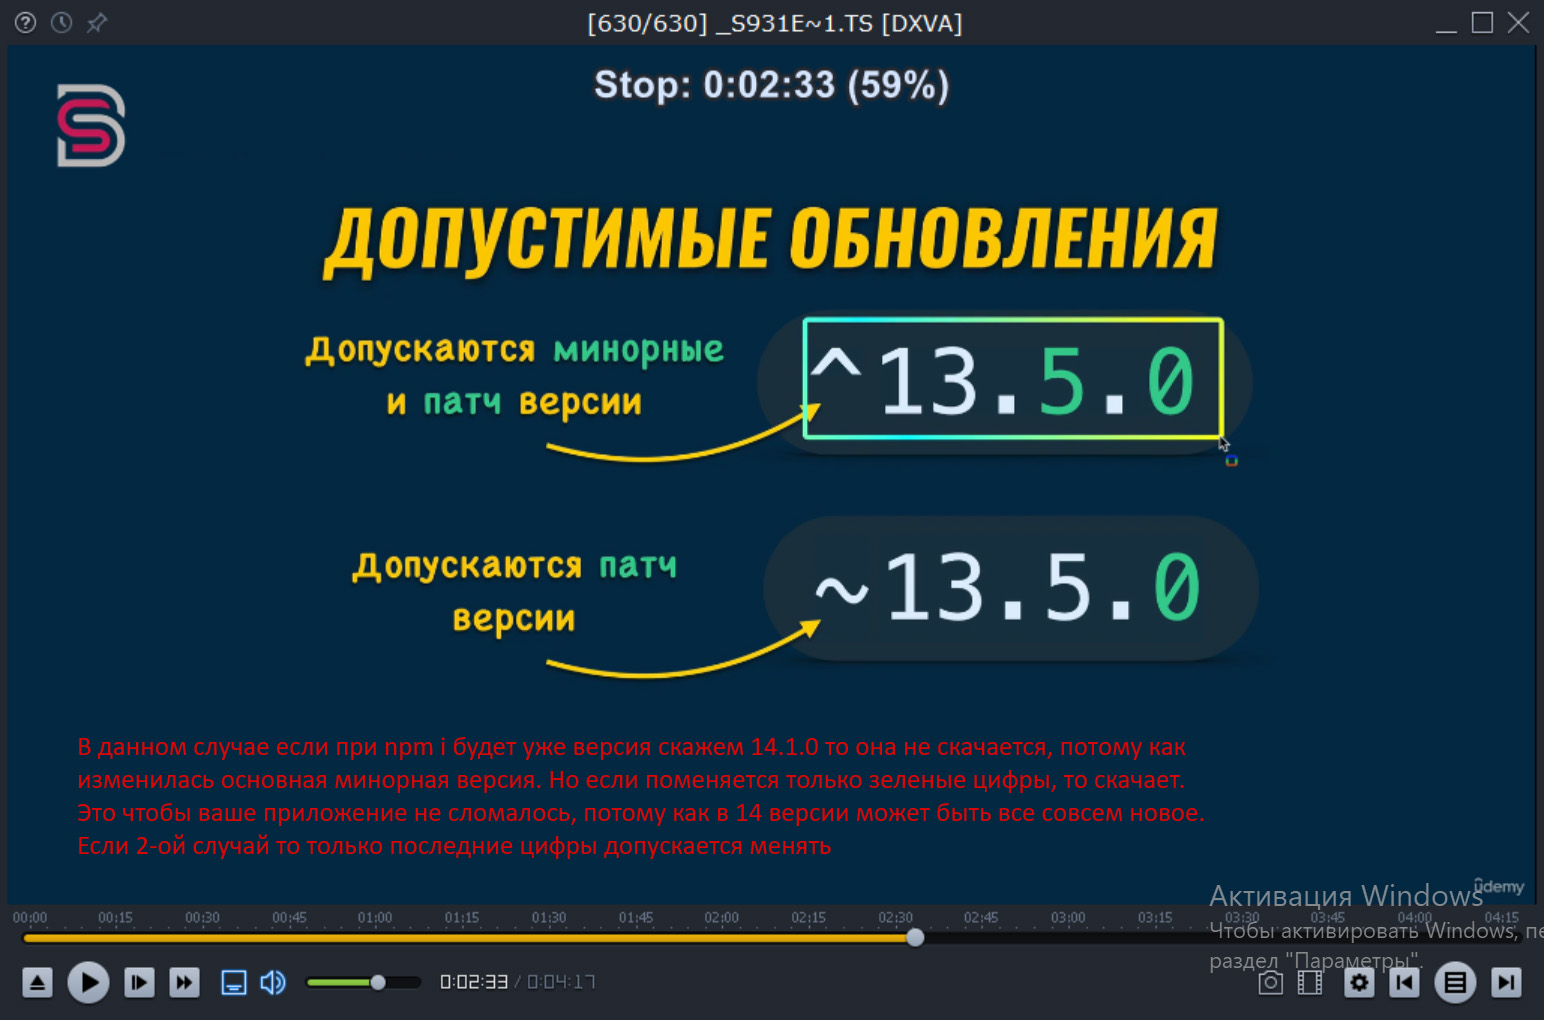 [630/630] _S931E~1.TS [DXVA]
Stop: 0:02:33 (59%)
ДОПУСТИМЫЕ ОБНОВЛЕНИЯ
Допускаются минорные
и патч версии
^13.5.0
Допускаются патч
версии
~13.5.0
В данном случае если при npm i будет уже версия скажем 14.1.0 то она не скачается, потому как
изменилась основная минорная версия. Но если поменяется только зеленые цифры, то скачает.
Это чтобы ваше приложение не сломалось, потому как в 14 версии может быть все совсем новое.
Если 2-ой случай то только последние цифры допускается менять
ûdemy
Активация Windows
Чтобы активировать Windows, пе
раздел "Параметры".
00:00 00:15 00:30 00:45 01:00 01:15 01:30 01:45 02:00 02:15 02:30 02:45 03:00 03:15 03:30 03:45 04:00 04:15
0:02:33 / 0:04:17